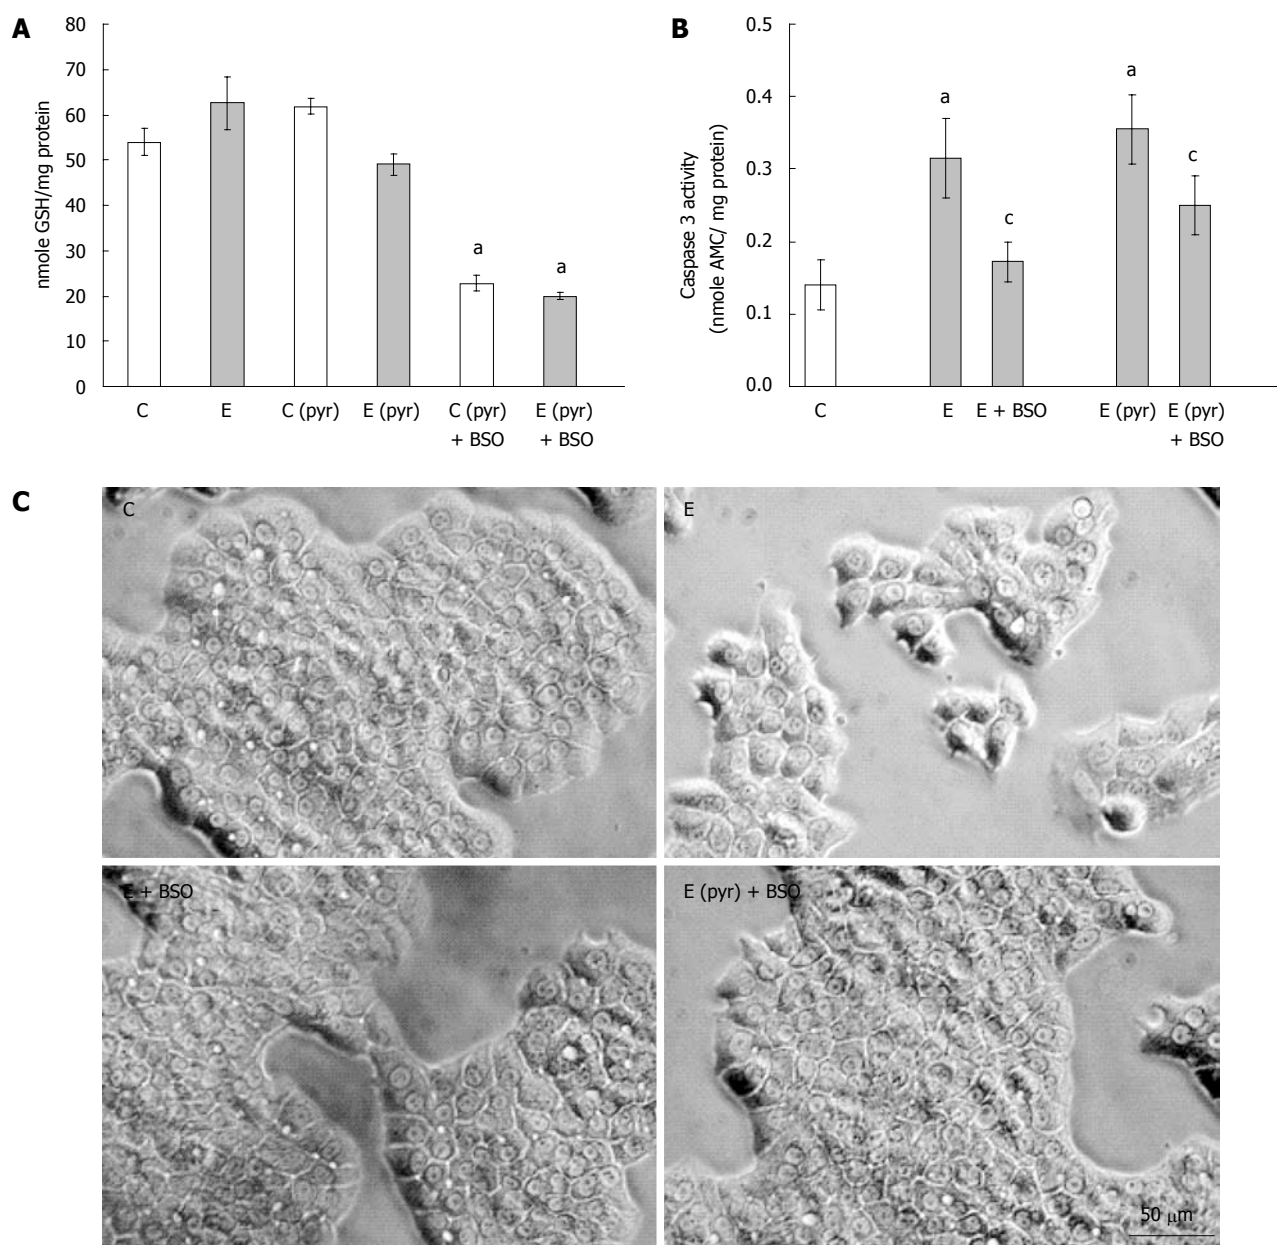 A
80
70
60
50
40
30
20
10
0
nmole GSH/mg protein
a
a
C
E
C (pyr)
E (pyr)
C (pyr)
+ BSO
E (pyr)
+ BSO
B
0.5
0.4
0.3
0.2
0.1
0.0
Caspase 3 activity
(nmole AMC/ mg protein)
a
c
a
c
C
E
E + BSO
E (pyr)
E (pyr)
+ BSO
C
C
E
E + BSO
E (pyr) + BSO
50 μm